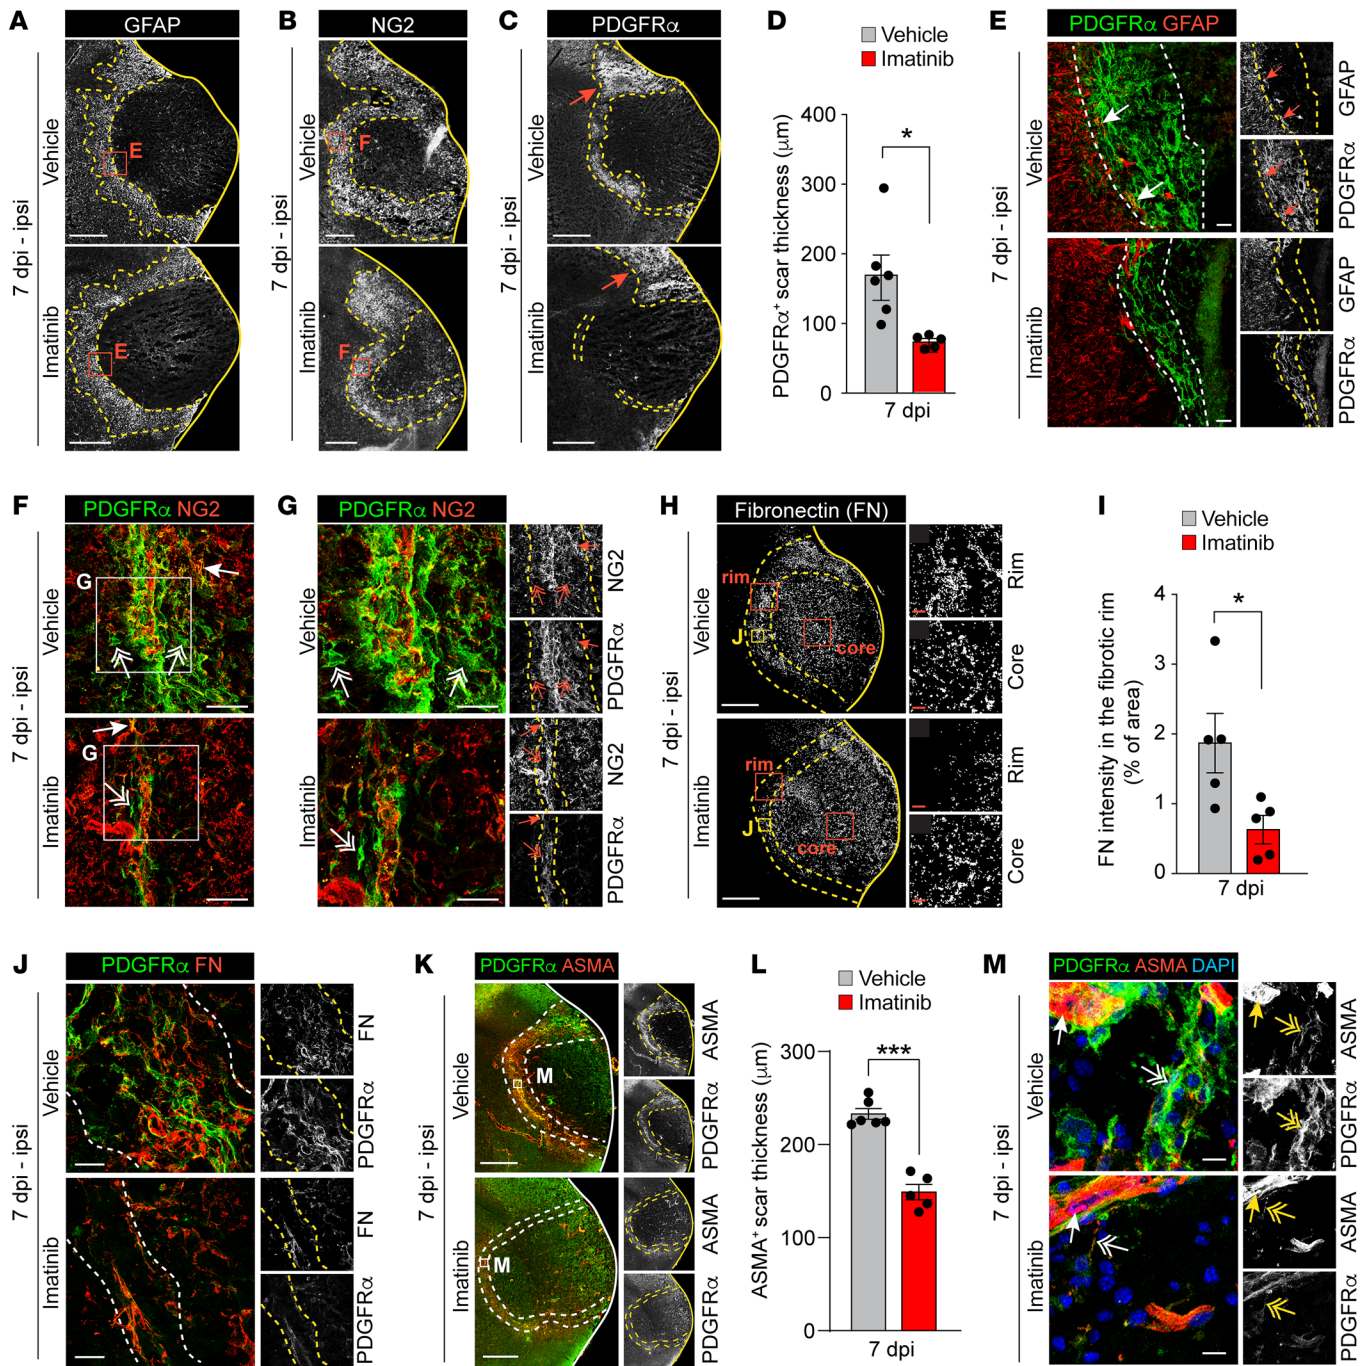 A
GFAP
7 dpi - ipsi
Vehicle
E
Imatinib
E
B
NG2
7 dpi - ipsi
Vehicle
F
Imatinib
F
C
PDGFRα
7 dpi - ipsi
Vehicle
Imatinib
D
Vehicle
Imatinib
PDGFRα⁺ scar thickness (µm)
400
300
200
100
0
*
7 dpi
E
PDGFRα GFAP
7 dpi - ipsi
Vehicle
GFAP
PDGFRα
Imatinib
GFAP
PDGFRα
F
PDGFRα NG2
7 dpi - ipsi
Vehicle
G
Imatinib
G
G
PDGFRα NG2
Vehicle
NG2
PDGFRα
Imatinib
NG2
PDGFRα
H
Fibronectin (FN)
7 dpi - ipsi
Vehicle
rim
J
core
Rim
Core
Imatinib
rim
J
core
Rim
Core
I
Vehicle
Imatinib
FN intensity in the fibrotic rim
(% of area)
4
3
2
1
0
*
7 dpi
J
PDGFRα FN
7 dpi - ipsi
Vehicle
FN
PDGFRα
Imatinib
FN
PDGFRα
K
PDGFRα ASMA
7 dpi - ipsi
Vehicle
M
ASMA
PDGFRα
Imatinib
M
ASMA
PDGFRα
L
Vehicle
Imatinib
ASMA⁺ scar thickness (µm)
300
200
100
0
***
7 dpi
M
PDGFRα ASMA DAPI
7 dpi - ipsi
Vehicle
ASMA
PDGFRα
Imatinib
ASMA
PDGFRα